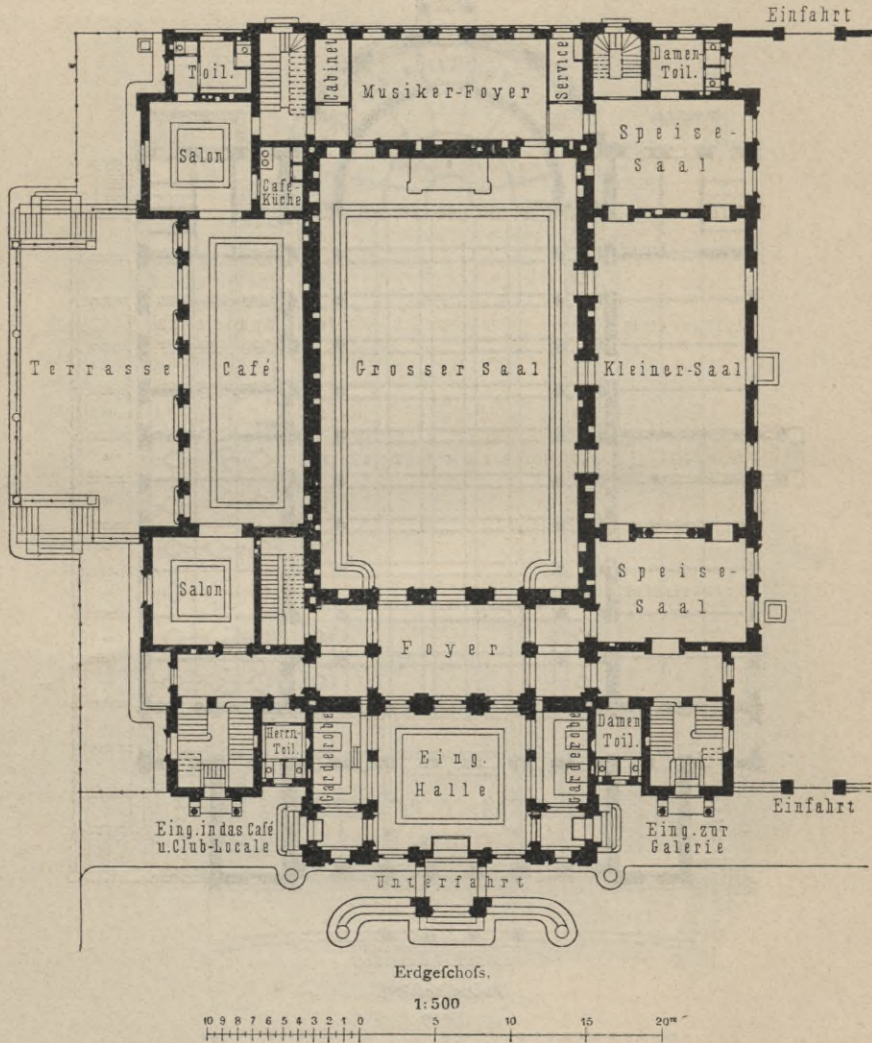 Einfahrt
Toil.
Cabinet
Musiker-Foyer
Service
Damen-
Toil.
Salon
Café-
Küche
Speise-
Saal
Terrasse
Café
Grosser Saal
Kleiner-Saal
Salon
Speise-
Saal
Foyer
Herrn-
Toil.
Garderobe
Eing.
Halle
Garderobe
Damen
Toil.
Einfahrt
Eing. in das Café
u. Club-Locale
Eing. zur
Galerie
Unterfahrt
Erdgeſchoſs.
1:500
10 9 8 7 6 5 4 3 2 1 0 5 10 15 20m